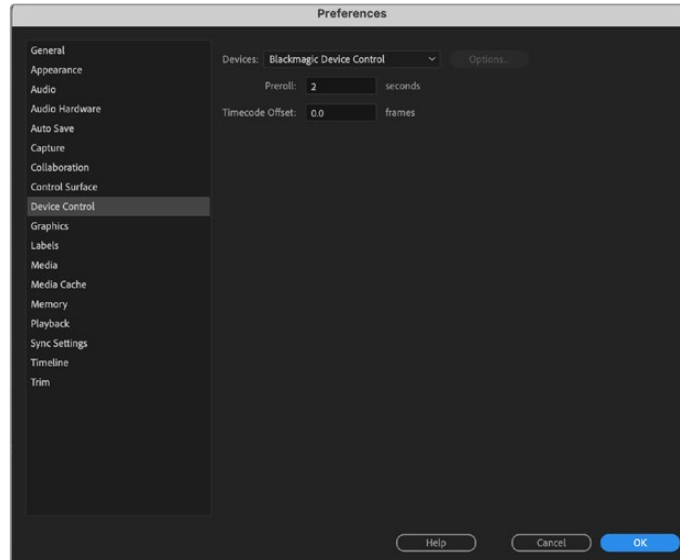 Preferences
General
Appearance
Audio
Audio Hardware
Auto Save
Capture
Collaboration
Control Surface
Device Control
Graphics
Labels
Media
Media Cache
Memory
Playback
Sync Settings
Timeline
Trim
Devices: Blackmagic Device Control Options...
Preroll: 2 seconds
Timecode Offset: 0.0 frames
Help Cancel OK